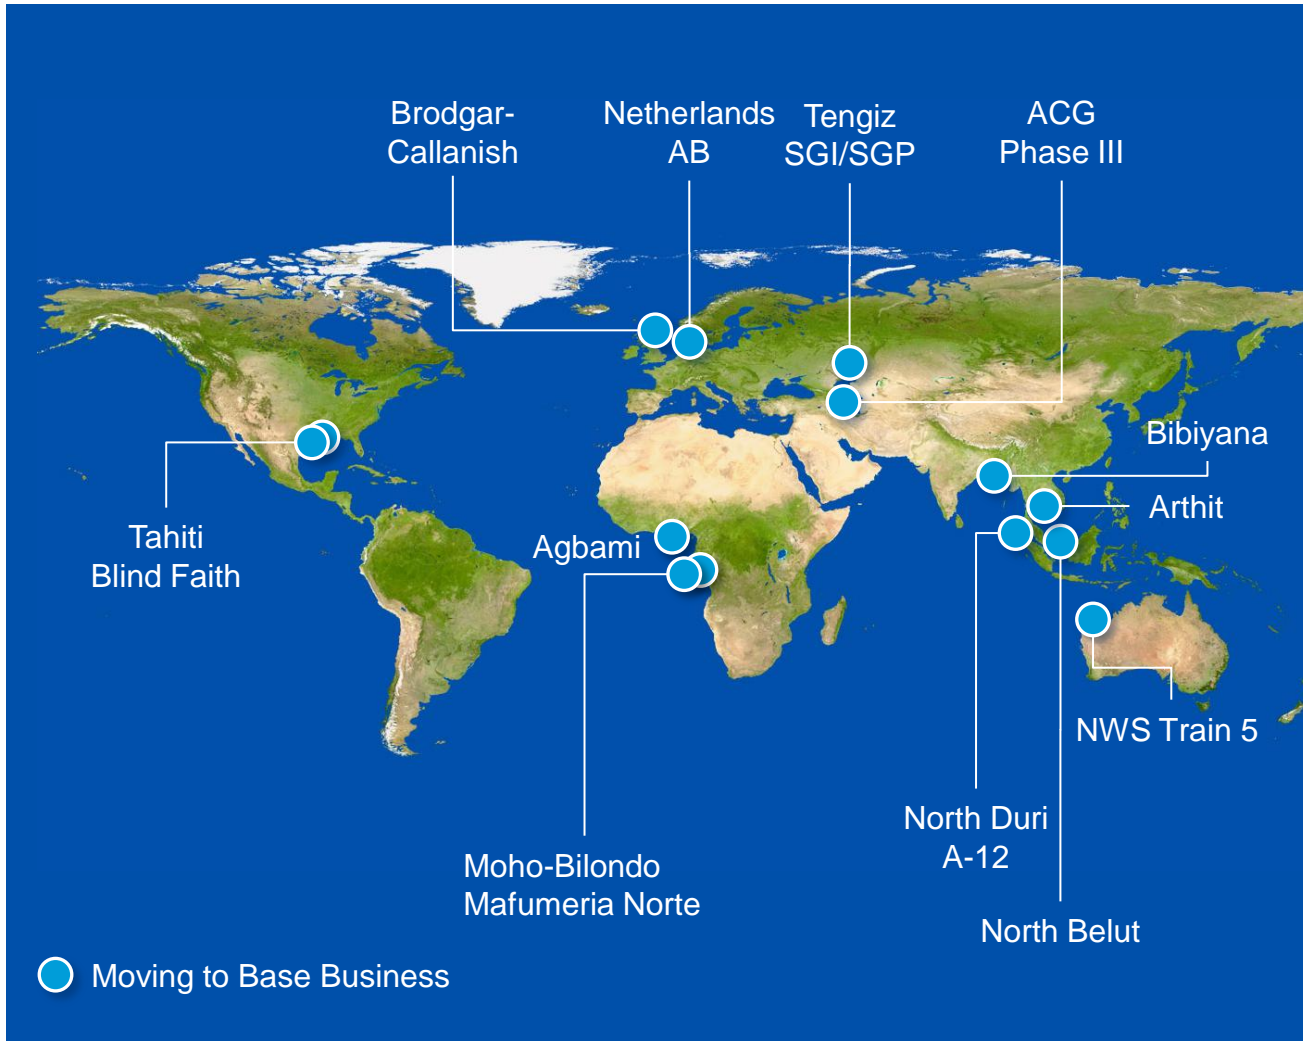 Brodgar-
Callanish
Netherlands
AB
Tengiz
SGI/SGP
ACG
Phase III
Bibiyana
Arthit
Tahiti
Blind Faith
Agbami
NWS Train 5
North Duri
A-12
Moho-Bilondo
Mafumeria Norte
North Belut
Moving to Base Business